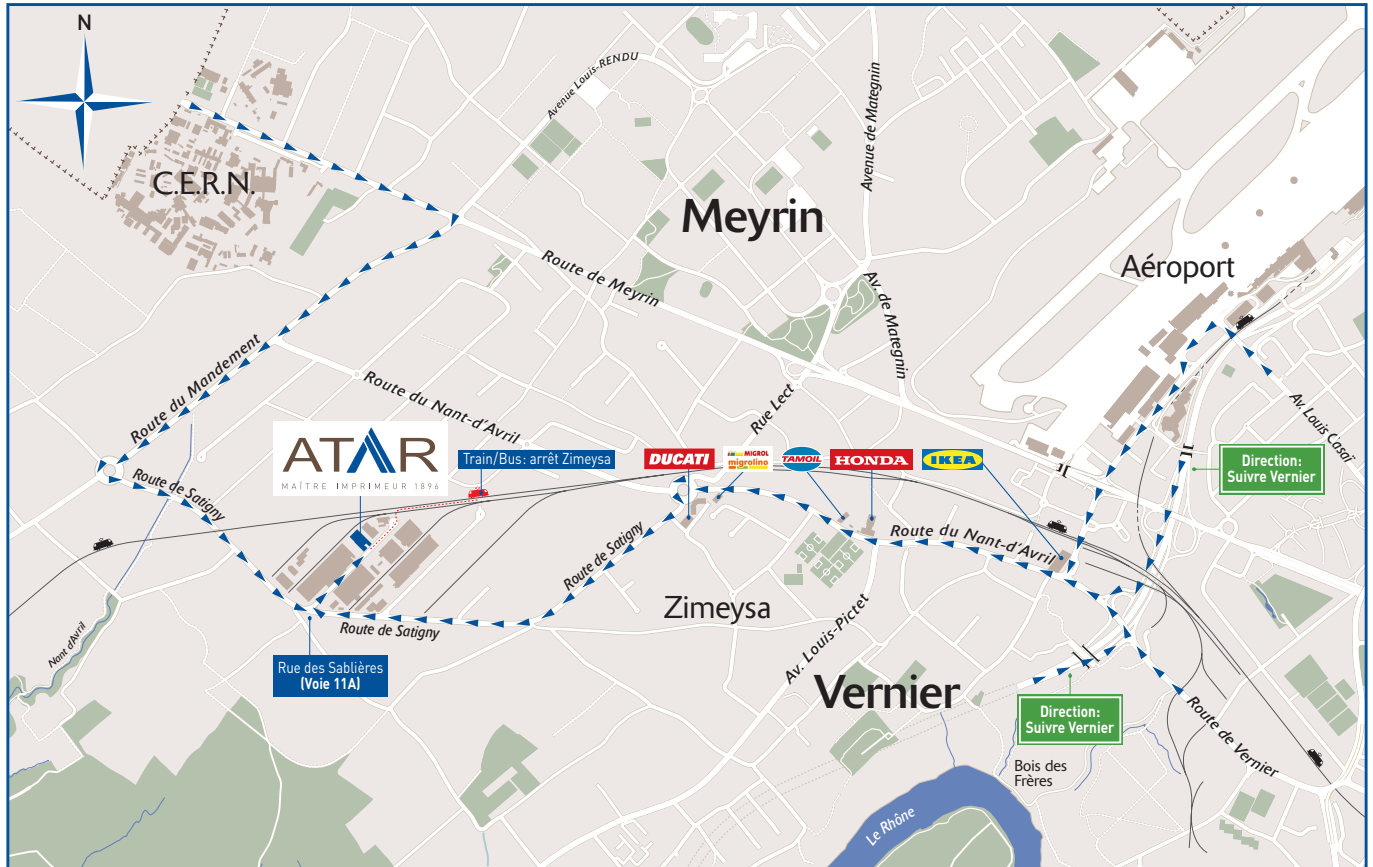 N
Avenue Louis-RENDU
Avenue de Mategnin
C.E.R.N.
Meyrin
Route de Meyrin
Av. de Mategnin
Aéroport
Route du Mandement
Route du Nant-d'Avril
Rue Lect
Av. Louis Casaï
ATAR
MAÎTRE IMPRIMEUR 1896
Train/Bus: arrêt Zimeysa
DUCATI
MIGROL
migrolino
TAMOIL
HONDA
IKEA
Direction:
Suivre Vernier
Route de Satigny
Route du Nant-d'Avril
Route de Satigny
Zimeysa
Route de Satigny
Nant d'Avril
Rue des Sablières
(Voie 11A)
Av. Louis-Pictet
Vernier
Direction:
Suivre Vernier
Route de Vernier
Bois des
Frères
Le Rhône